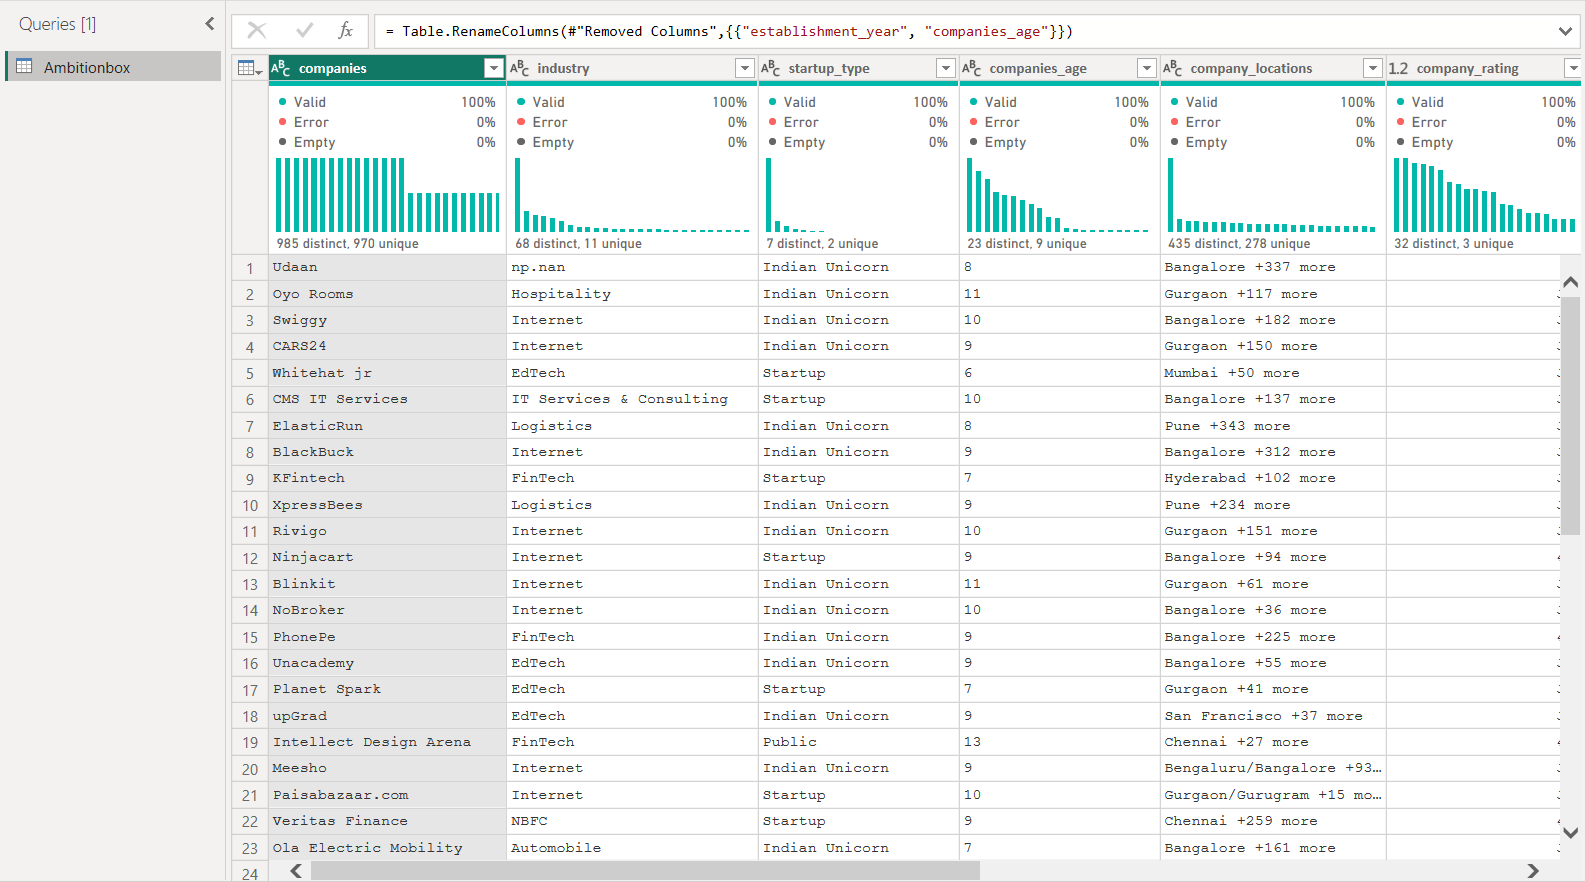 Queries [1]
fx
= Table.RenameColumns(#"Removed Columns",{{"establishment_year", "companies_age"}})
Ambitionbox
ABC companies ABC industry ABC startup_type ABC companies_age ABC company_locations 1.2 company_rating
Valid 100% Valid 100% Valid 100% Valid 100% Valid 100% Valid 100%
Error 0% Error 0% Error 0% Error 0% Error 0% Error 0%
Empty 0% Empty 0% Empty 0% Empty 0% Empty 0% Empty 0%
985 distinct, 970 unique 68 distinct, 11 unique 7 distinct, 2 unique 23 distinct, 9 unique 435 distinct, 278 unique 32 distinct, 3 unique
1 Udaan np.nan Indian Unicorn 8 Bangalore +337 more
2 Oyo Rooms Hospitality Indian Unicorn 11 Gurgaon +117 more
3 Swiggy Internet Indian Unicorn 10 Bangalore +182 more
4 CARS24 Internet Indian Unicorn 9 Gurgaon +150 more
5 Whitehat jr EdTech Startup 6 Mumbai +50 more
6 CMS IT Services IT Services & Consulting Startup 10 Bangalore +137 more
7 ElasticRun Logistics Indian Unicorn 8 Pune +343 more
8 BlackBuck Internet Indian Unicorn 9 Bangalore +312 more
9 KFintech FinTech Startup 7 Hyderabad +102 more
10 XpressBees Logistics Indian Unicorn 9 Pune +234 more
11 Rivigo Internet Indian Unicorn 10 Gurgaon +151 more
12 Ninjacart Internet Startup 9 Bangalore +94 more
13 Blinkit Internet Indian Unicorn 11 Gurgaon +61 more
14 NoBroker Internet Indian Unicorn 10 Bangalore +36 more
15 PhonePe FinTech Indian Unicorn 9 Bangalore +225 more
16 Unacademy EdTech Indian Unicorn 9 Bangalore +55 more
17 Planet Spark EdTech Startup 7 Gurgaon +41 more
18 upGrad EdTech Indian Unicorn 9 San Francisco +37 more
19 Intellect Design Arena FinTech Public 13 Chennai +27 more
20 Meesho Internet Indian Unicorn 9 Bengaluru/Bangalore +93…
21 Paisabazaar.com Internet Startup 10 Gurgaon/Gurugram +15 mo…
22 Veritas Finance NBFC Startup 9 Chennai +259 more
23 Ola Electric Mobility Automobile Indian Unicorn 7 Bangalore +161 more
24